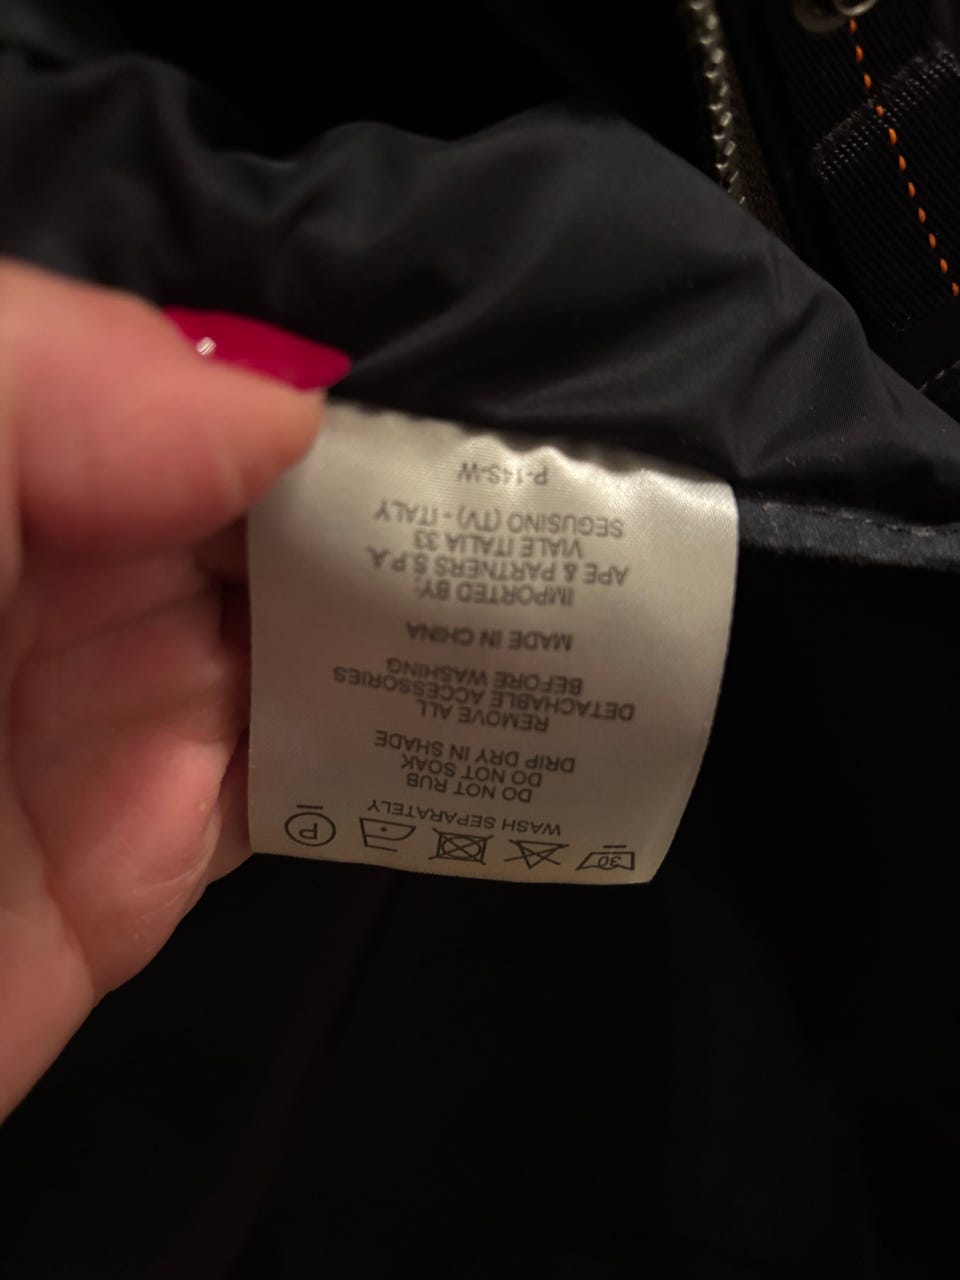 30
P
WASH SEPARATELY
DO NOT RUB
DO NOT SOAK
DRIP DRY IN SHADE
REMOVE ALL
DETACHABLE ACCESSORIES
BEFORE WASHING
MADE IN CHINA
IMPORTED BY:
APE & PARTNERS S.P.A.
VIALE ITALIA 33
SEGUSINO (TV) - ITALY
P-14S-W